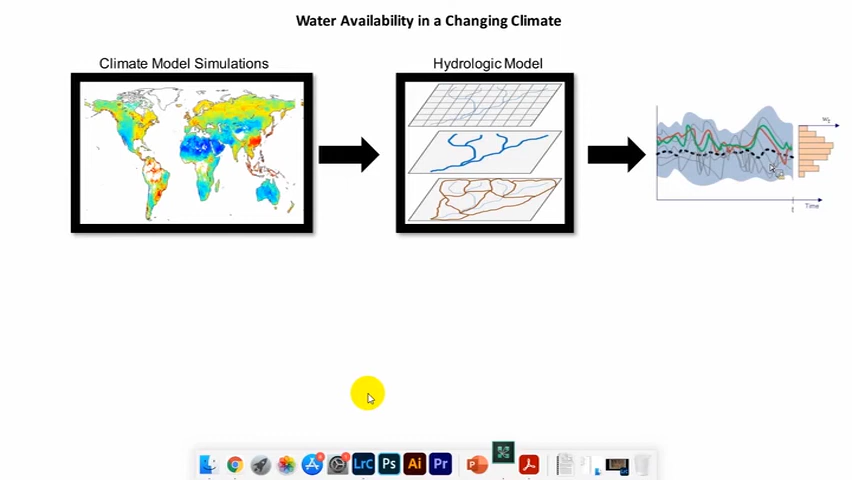 Water Availability in a Changing Climate
Climate Model Simulations
Hydrologic Model
Time
t
LrC
Ps
Ai
Pr